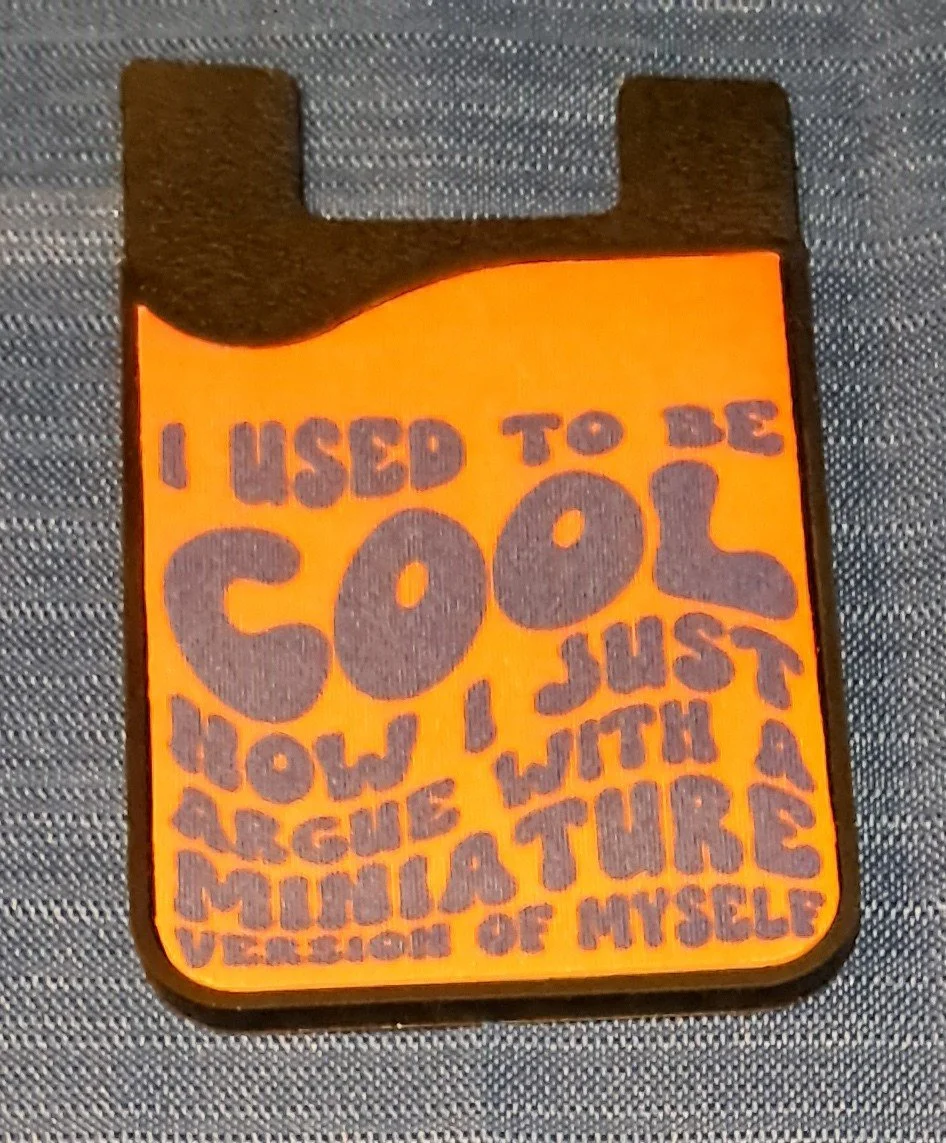 I USED TO BE
COOL
NOW I JUST
ARGUE WITH A
MINIATURE
VERSION OF MYSELF